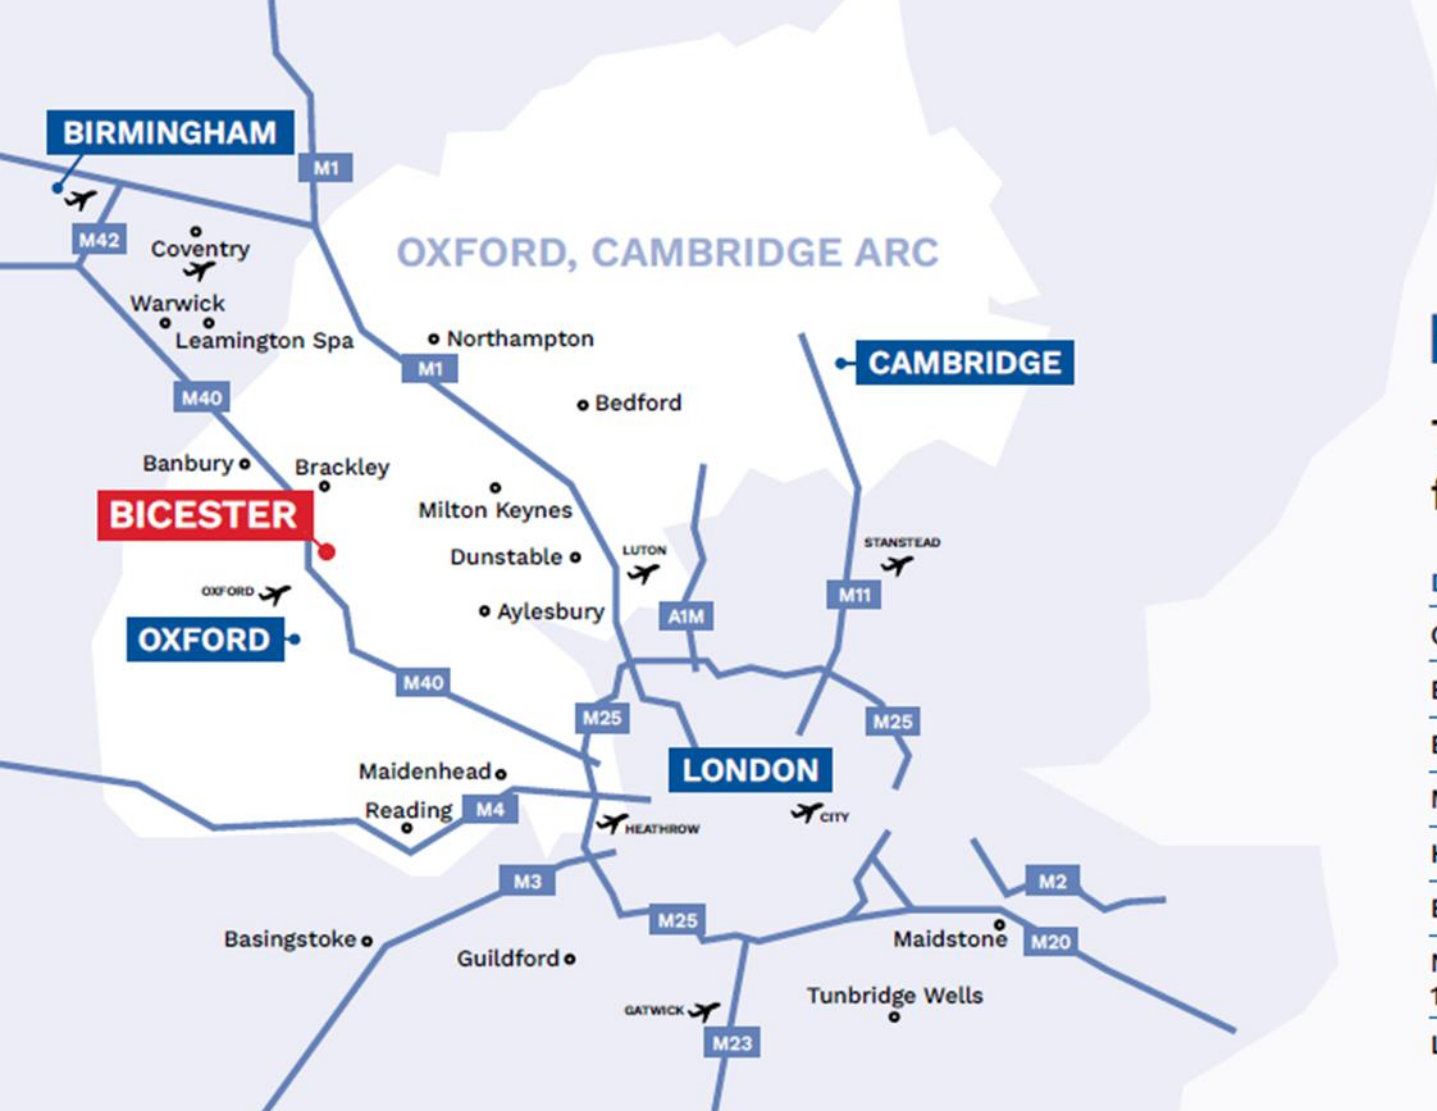 BIRMINGHAM
M1
M42
Coventry
OXFORD, CAMBRIDGE ARC
Warwick
Leamington Spa
Northampton
M1
CAMBRIDGE
M40
Bedford
Banbury
Brackley
BICESTER
Milton Keynes
Dunstable
LUTON
STANSTEAD
OXFORD
M11
Aylesbury
A1M
OXFORD
M40
M25
M25
LONDON
Maidenhead
Reading
M4
CITY
HEATHROW
M3
M2
M25
Basingstoke
Guildford
Maidstone
M20
Tunbridge Wells
GATWICK
M23